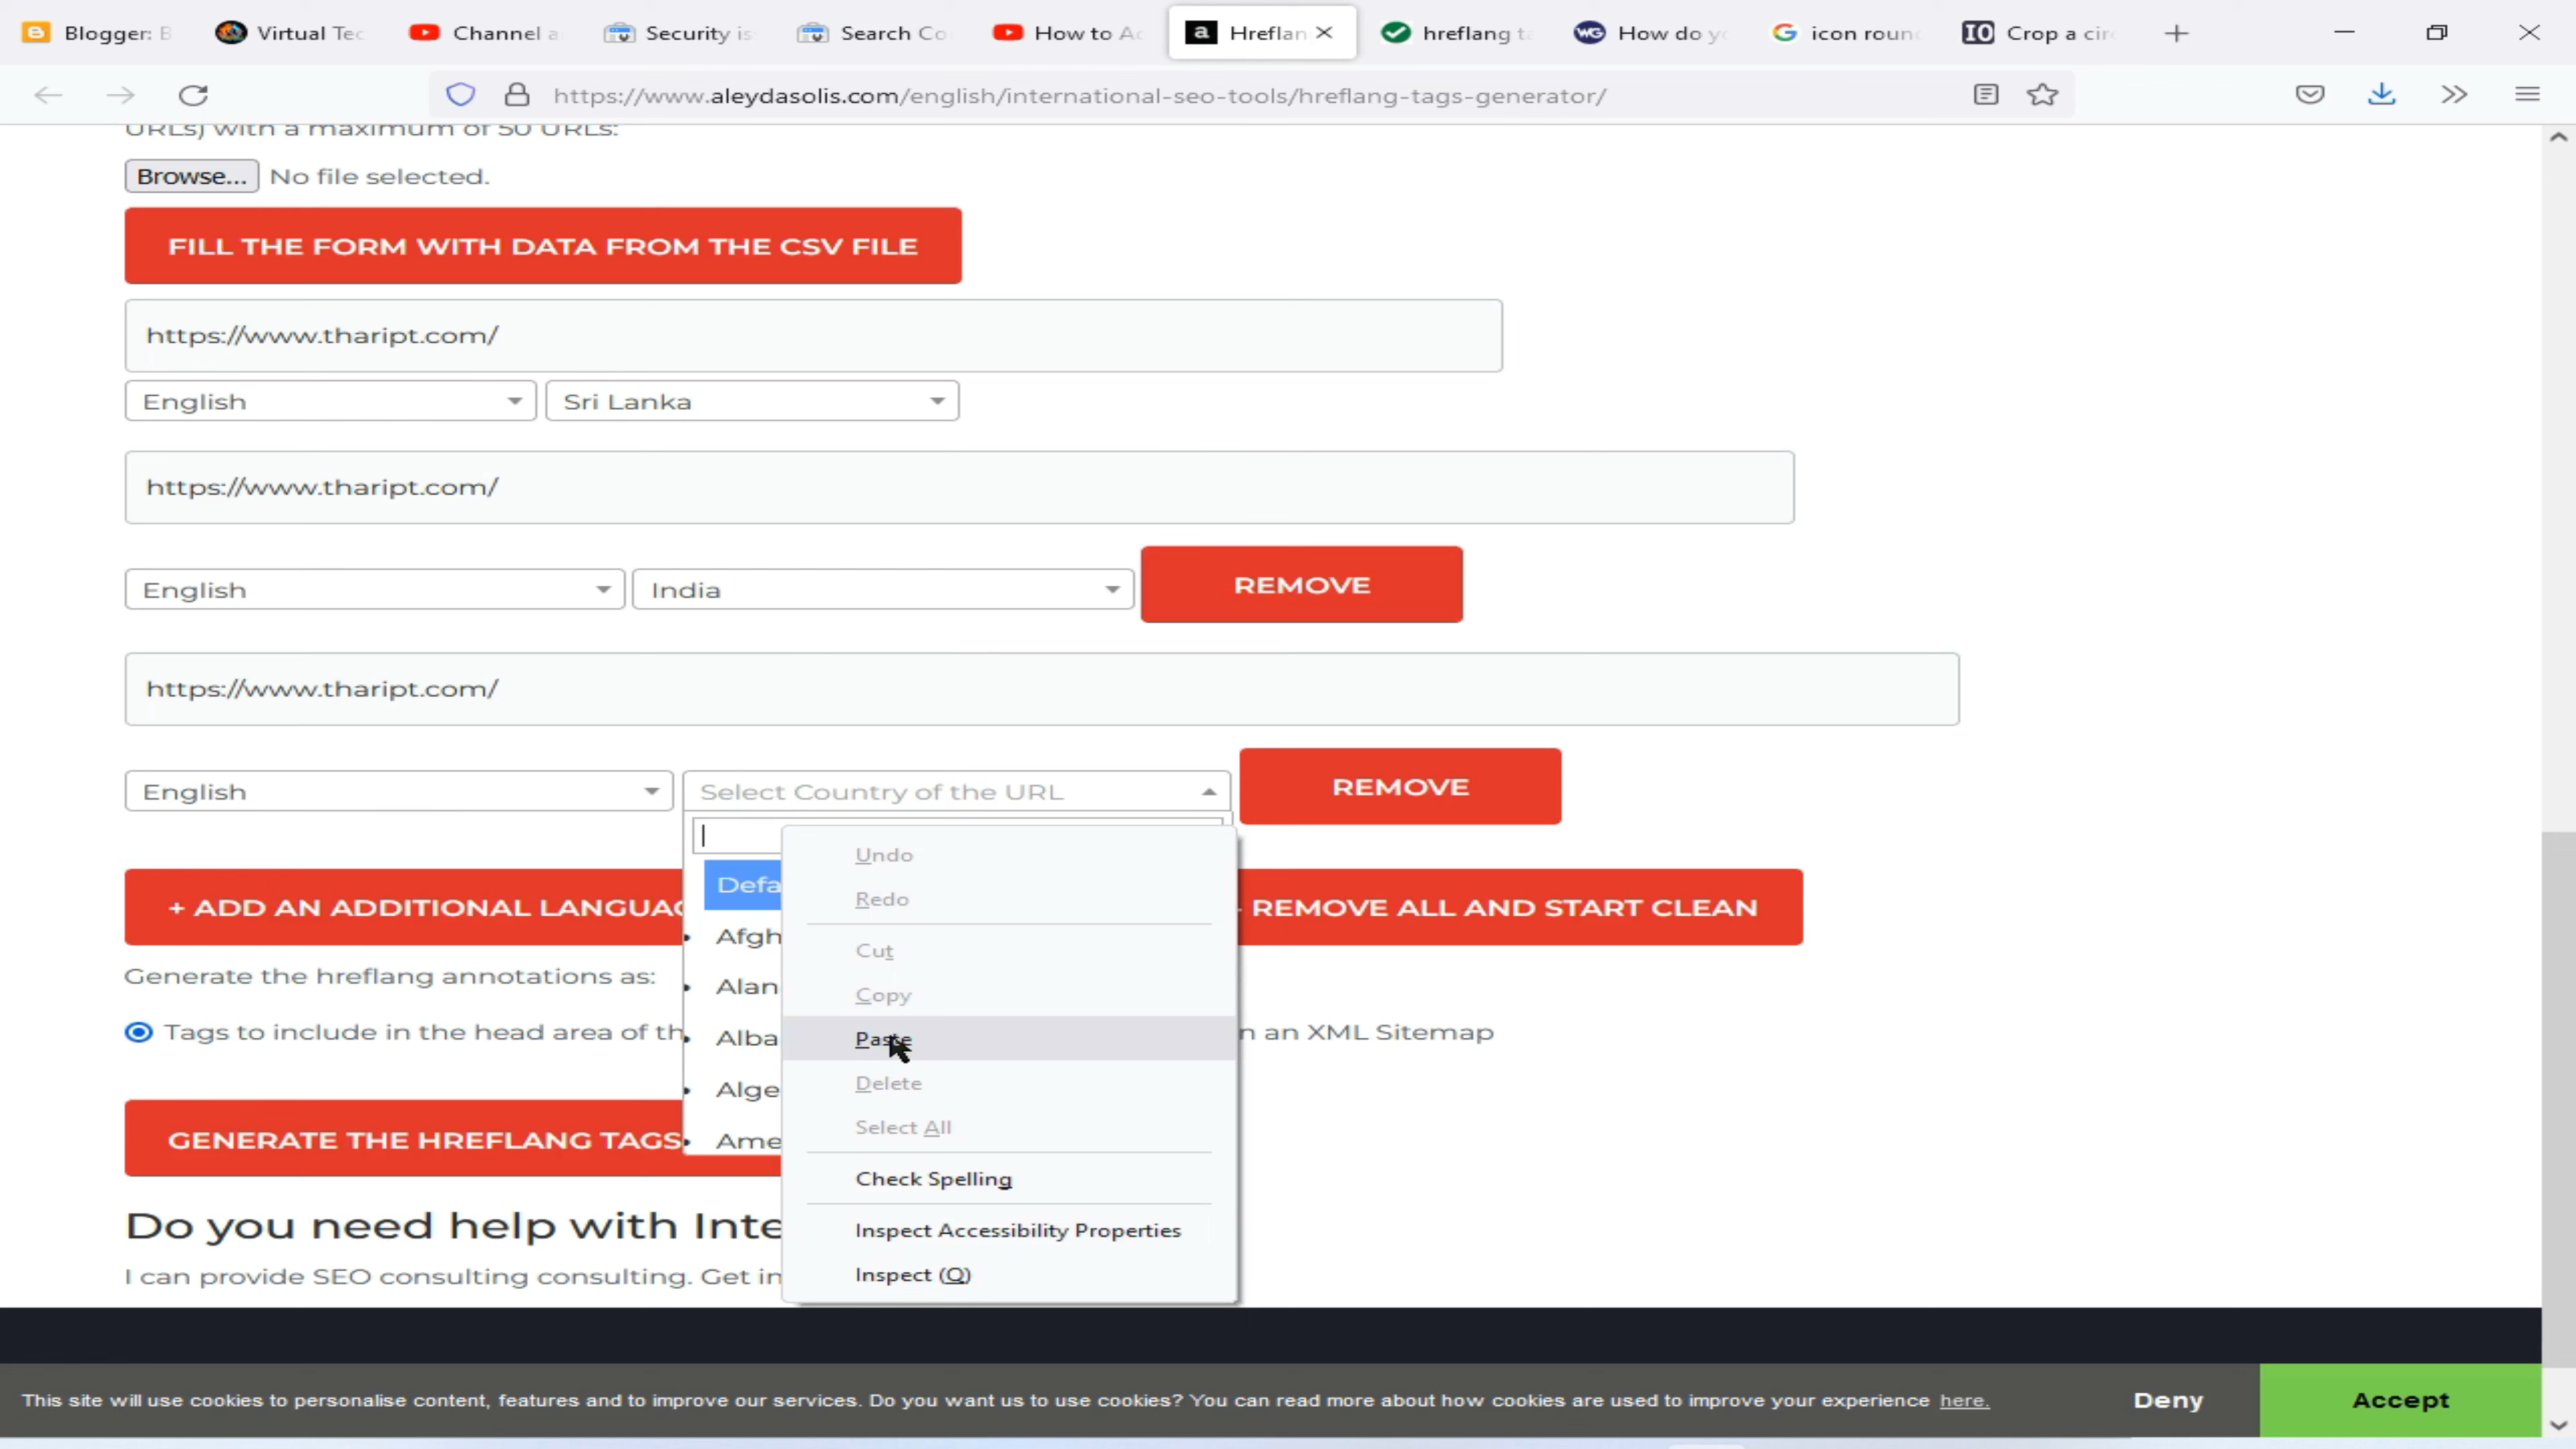 Blogger: B
Virtual Tec
Channel a
Security is
Search Co
How to Ad
Hreflan
hreflang ta
How do yo
icon roun
Crop a cir
https://www.aleydasolis.com/english/international-seo-tools/hreflang-tags-generator/
URLs) with a maximum of 50 URLs:
Browse... No file selected.
FILL THE FORM WITH DATA FROM THE CSV FILE
https://www.thaript.com/
English Sri Lanka
https://www.thaript.com/
English India REMOVE
https://www.thaript.com/
English Select Country of the URL REMOVE
Undo
Defa
Redo
+ ADD AN ADDITIONAL LANGUAG
REMOVE ALL AND START CLEAN
Afgh
Cut
Alan
Copy
Generate the hreflang annotations as:
Tags to include in the head area of th
n an XML Sitemap
Alba
Paste
Alge
Delete
Select All
GENERATE THE HREFLANG TAGS
Ame
Check Spelling
Do you need help with Inte
Inspect Accessibility Properties
I can provide SEO consulting consulting. Get in
Inspect (Q)
This site will use cookies to personalise content, features and to improve our services. Do you want us to use cookies? You can read more about how cookies are used to improve your experience here. Deny Accept